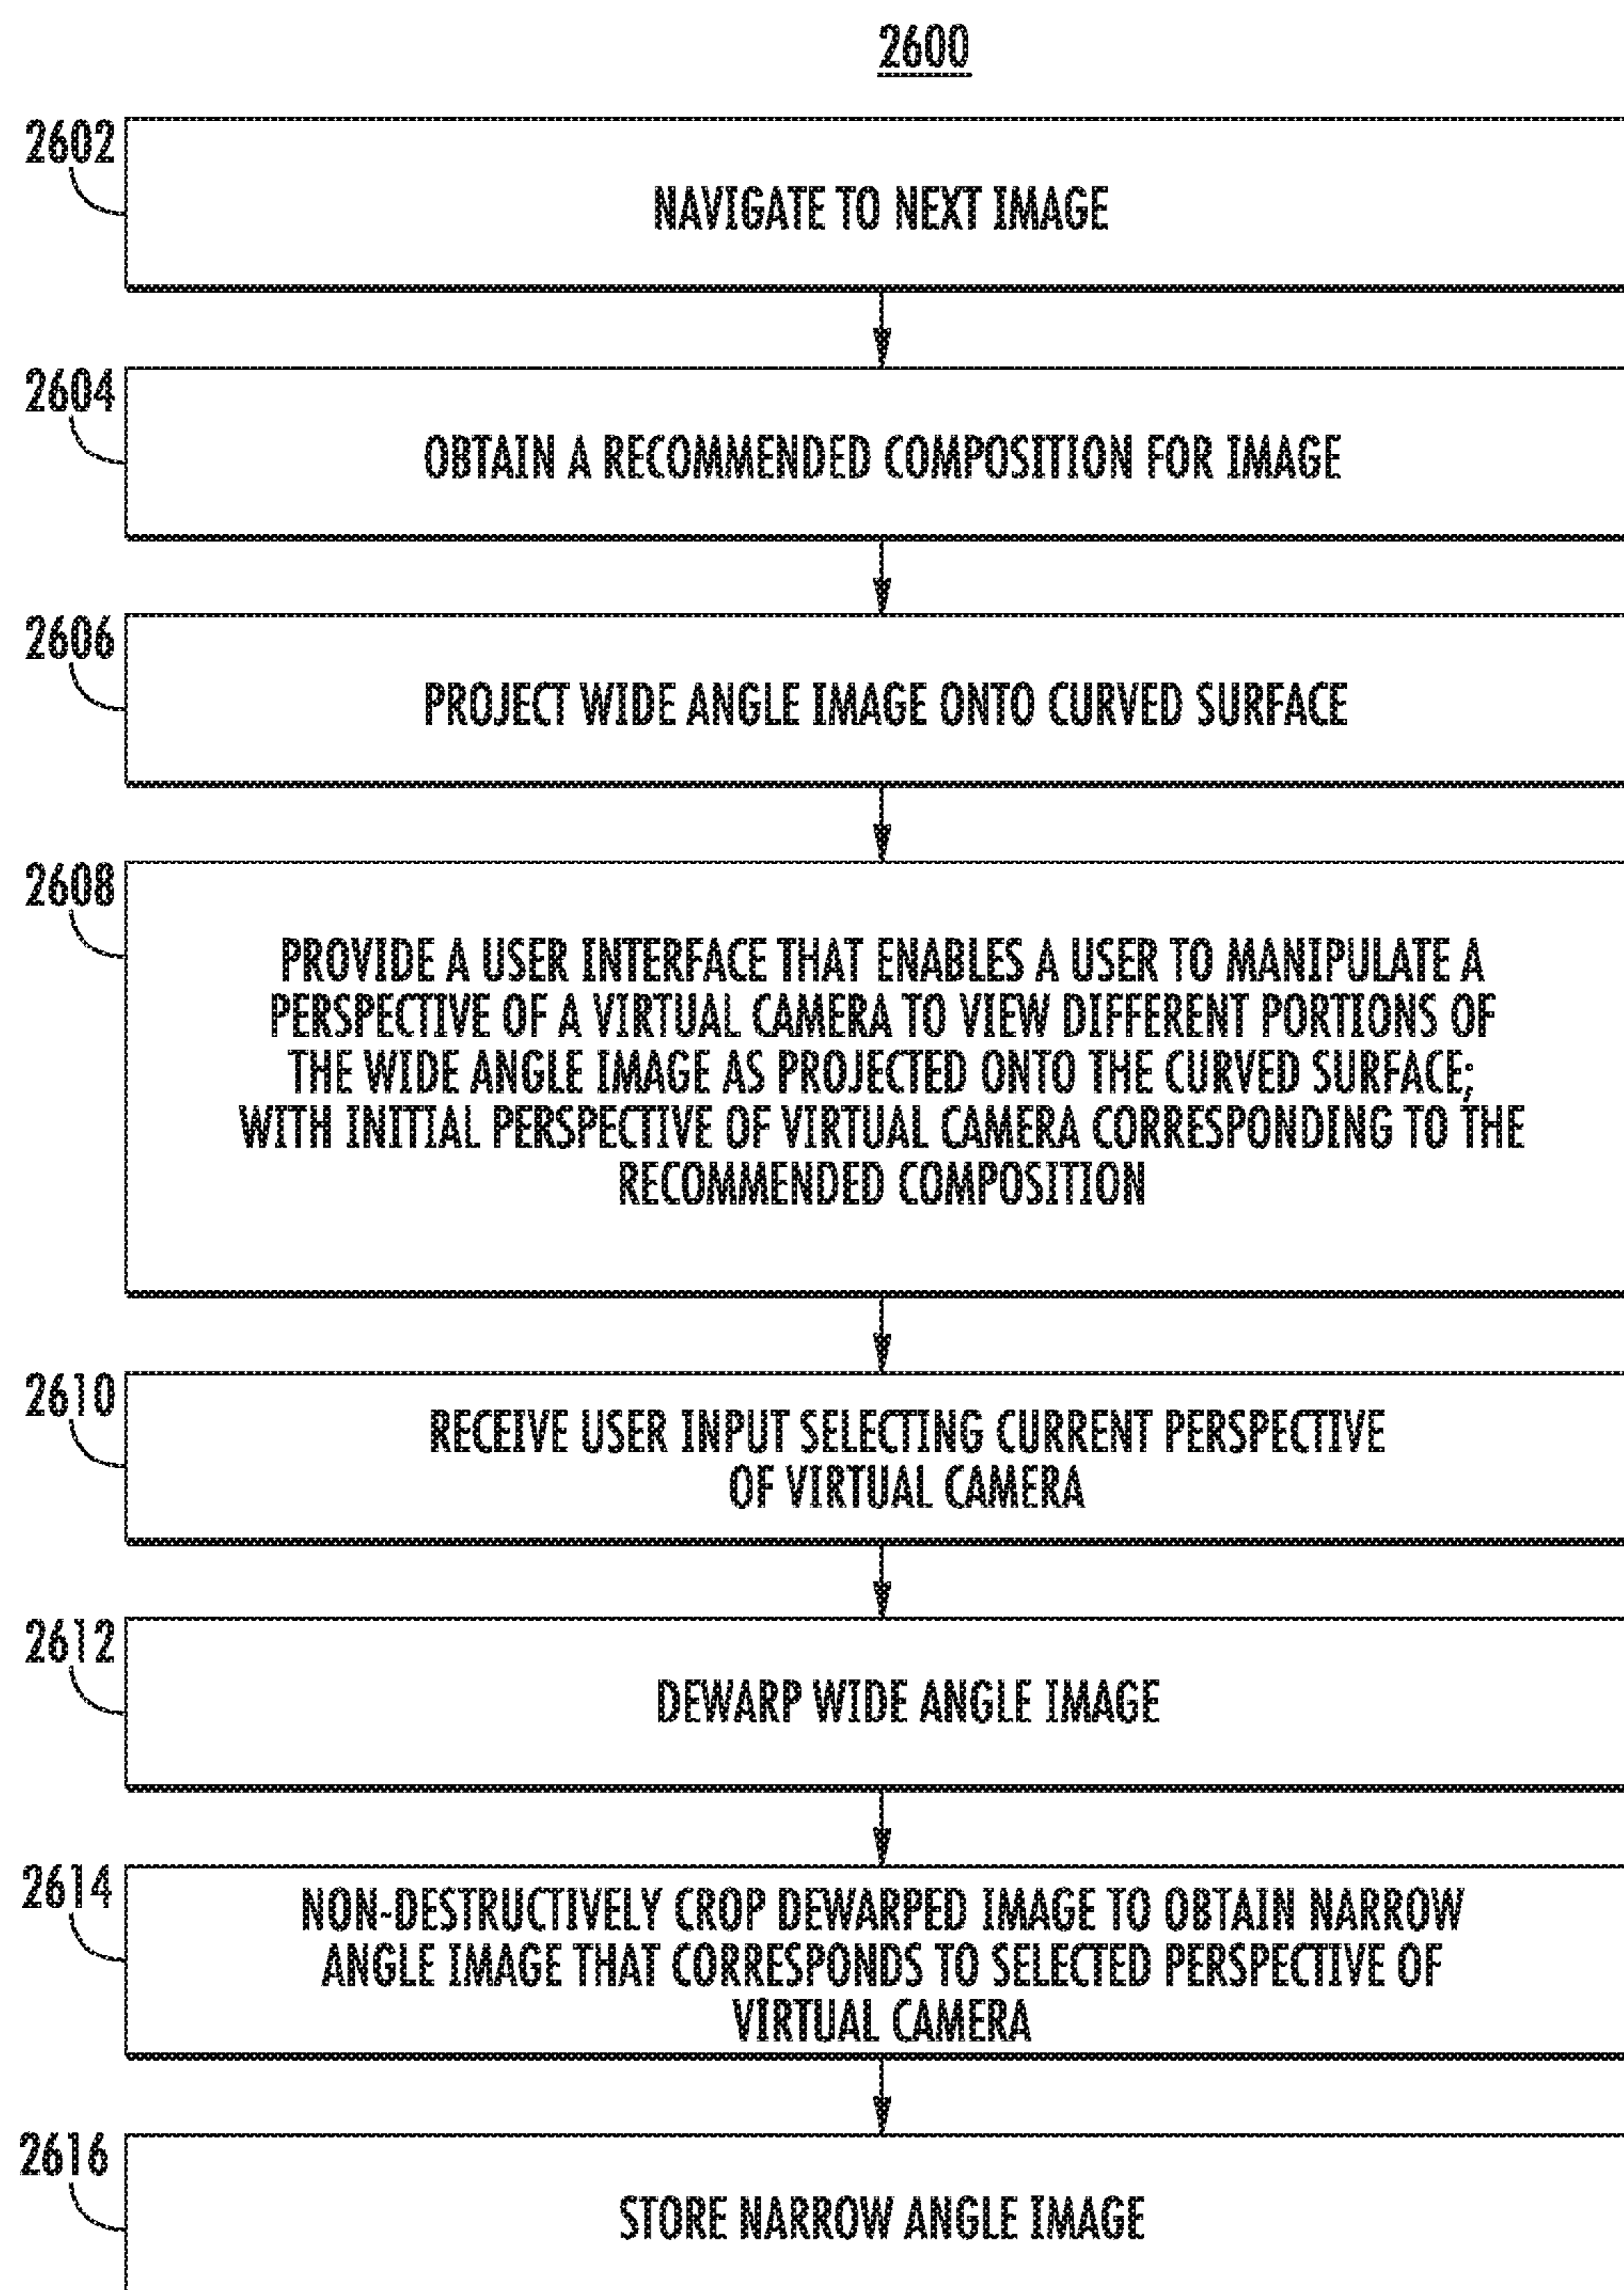 2600
2602
NAVIGATE TO NEXT IMAGE
2604
OBTAIN A RECOMMENDED COMPOSITION FOR IMAGE
2606
PROJECT WIDE ANGLE IMAGE ONTO CURVED SURFACE
2608
PROVIDE A USER INTERFACE THAT ENABLES A USER TO MANIPULATE A
PERSPECTIVE OF A VIRTUAL CAMERA TO VIEW DIFFERENT PORTIONS OF
THE WIDE ANGLE IMAGE AS PROJECTED ONTO THE CURVED SURFACE;
WITH INITIAL PERSPECTIVE OF VIRTUAL CAMERA CORRESPONDING TO THE
RECOMMENDED COMPOSITION
2610
RECEIVE USER INPUT SELECTING CURRENT PERSPECTIVE
OF VIRTUAL CAMERA
2612
DEWARP WIDE ANGLE IMAGE
2614
NON-DESTRUCTIVELY CROP DEWARPED IMAGE TO OBTAIN NARROW
ANGLE IMAGE THAT CORRESPONDS TO SELECTED PERSPECTIVE OF
VIRTUAL CAMERA
2616
STORE NARROW ANGLE IMAGE